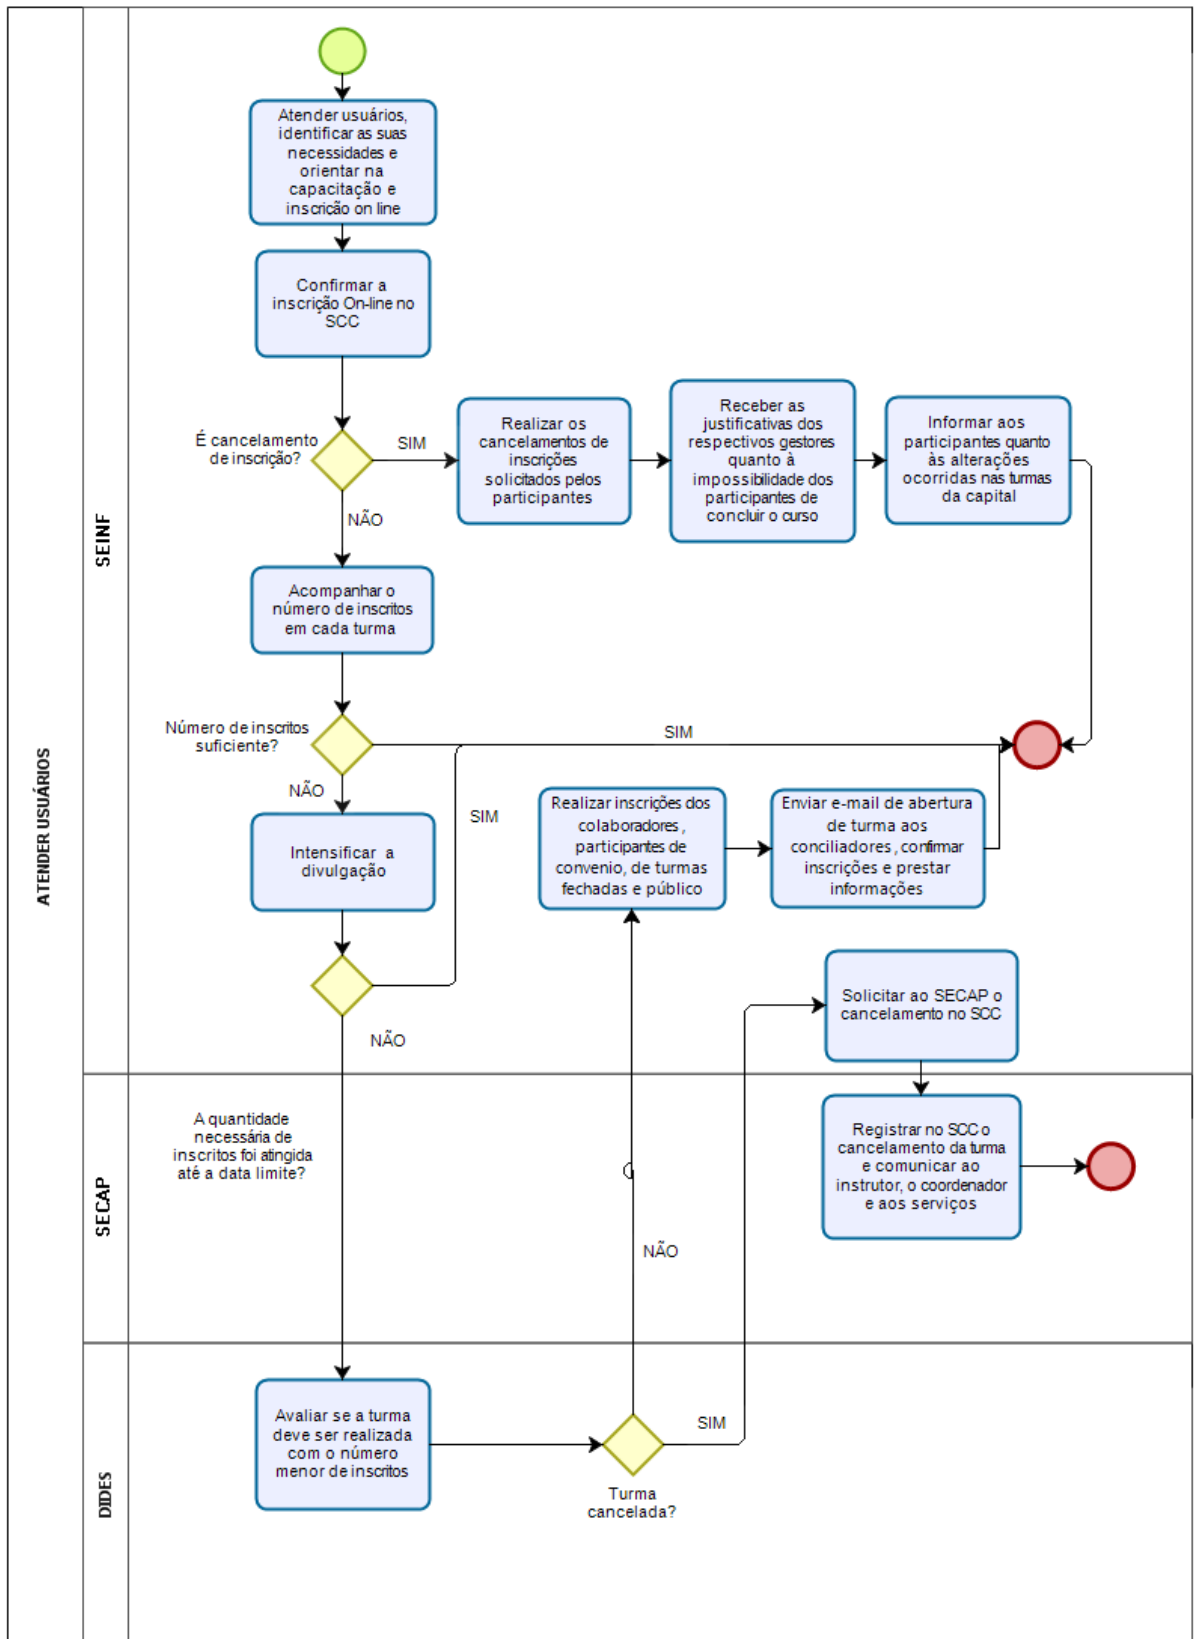 ATENDER USUÁRIOS
SEINF
Atender usuários,
identificar as suas
necessidades e
orientar na
capacitação e
inscrição on line
Confirmar a
inscrição On-line no
SCC
É cancelamento
de inscrição?
SIM
NÃO
Realizar os
cancelamentos de
inscrições
solicitados pelos
participantes
Receber as
justificativas dos
respectivos gestores
quanto à
impossibilidade dos
participantes de
concluir o curso
Informar aos
participantes quanto
às alterações
ocorridas nas turmas
da capital
Acompanhar o
número de inscritos
em cada turma
Número de inscritos
suficiente?
SIM
NÃO
Intensificar a
divulgação
SIM
NÃO
Realizar inscrições dos
colaboradores,
participantes de
convenio, de turmas
fechadas e público
Enviar e-mail de abertura
de turma aos
conciliadores, confirmar
inscrições e prestar
informações
Solicitar ao SECAP o
cancelamento no SCC
SECAP
A quantidade
necessária de
inscritos foi atingida
até a data limite?
Registrar no SCC o
cancelamento da turma
e comunicar ao
instrutor, o coordenador
e aos serviços
NÃO
DIDES
Avaliar se a turma
deve ser realizada
com o número
menor de inscritos
SIM
Turma
cancelada?